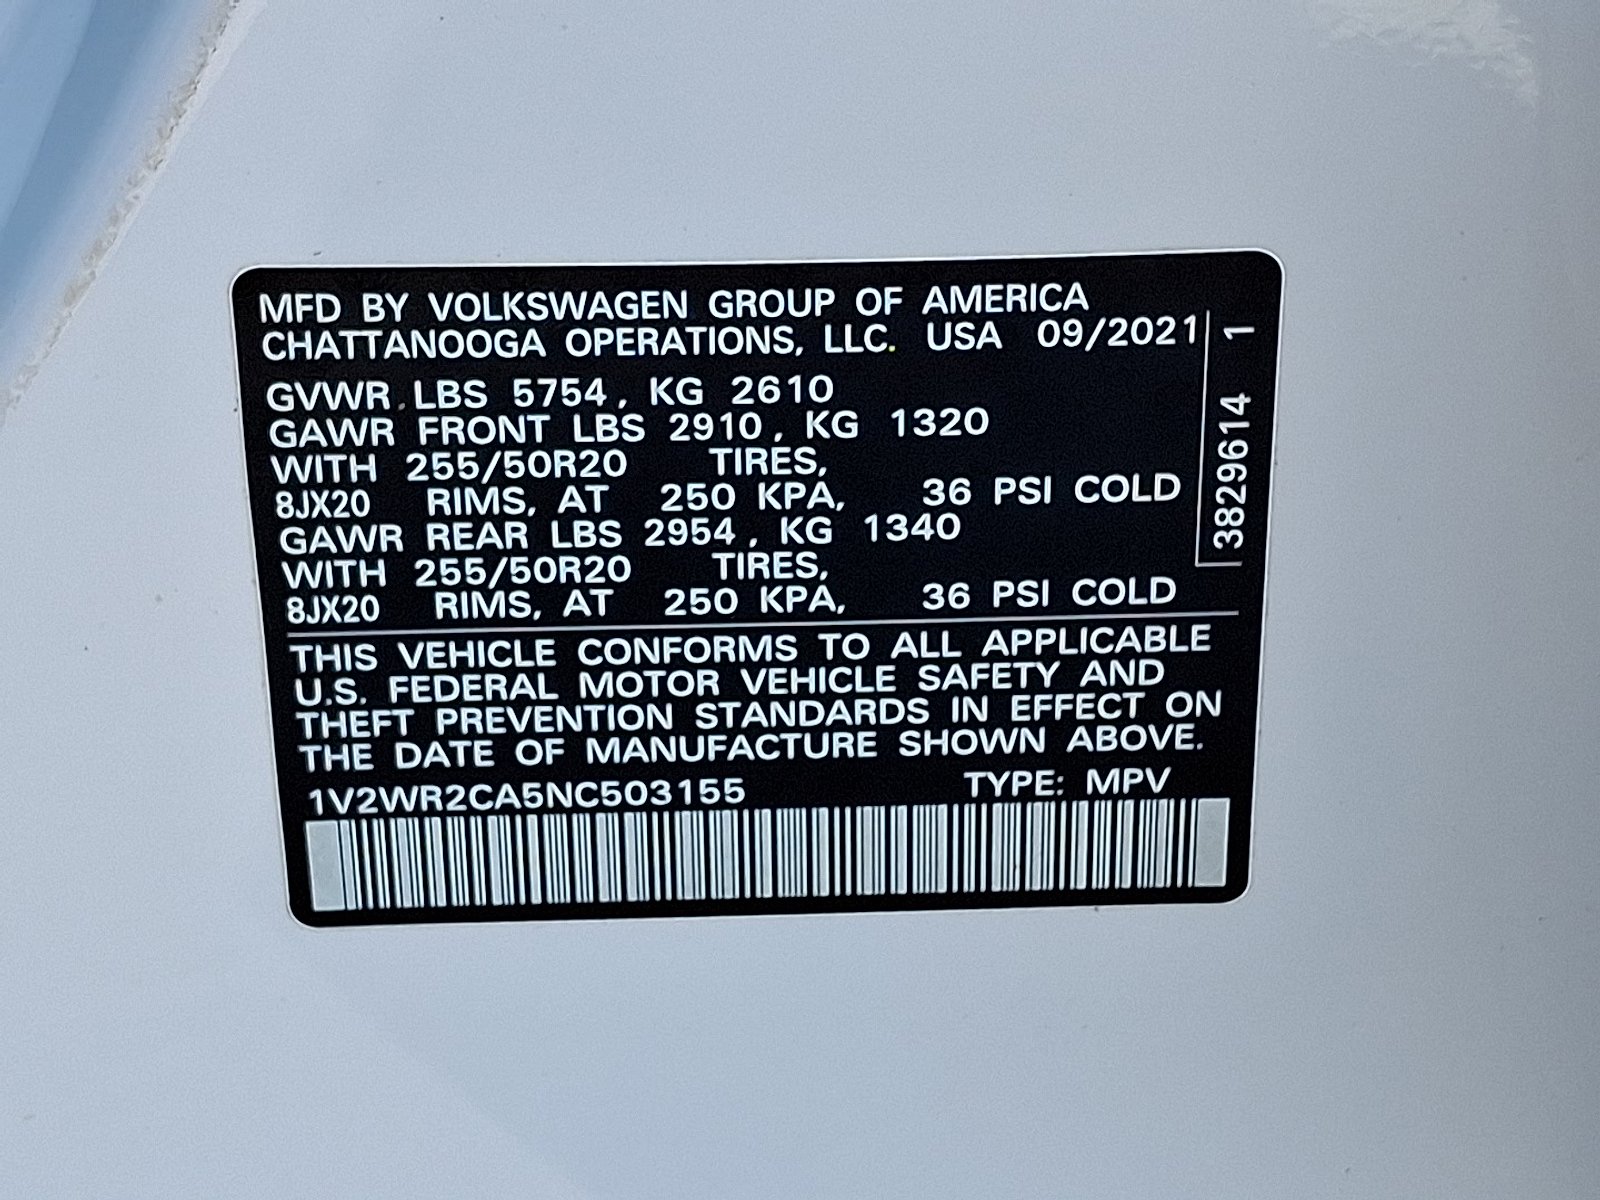 MFD BY VOLKSWAGEN GROUP OF AMERICA
CHATTANOOGA OPERATIONS, LLC. USA 09/2021
GVWR LBS 5754, KG 2610
GAWR FRONT LBS 2910, KG 1320
WITH 255/50R20 TIRES,
8JX20 RIMS, AT 250 KPA, 36 PSI COLD
GAWR REAR LBS 2954, KG 1340
WITH 255/50R20 TIRES,
8JX20 RIMS, AT 250 KPA, 36 PSI COLD
3829614 1
THIS VEHICLE CONFORMS TO ALL APPLICABLE
U.S. FEDERAL MOTOR VEHICLE SAFETY AND
THEFT PREVENTION STANDARDS IN EFFECT ON
THE DATE OF MANUFACTURE SHOWN ABOVE.
1V2WR2CA5NC503155 TYPE: MPV